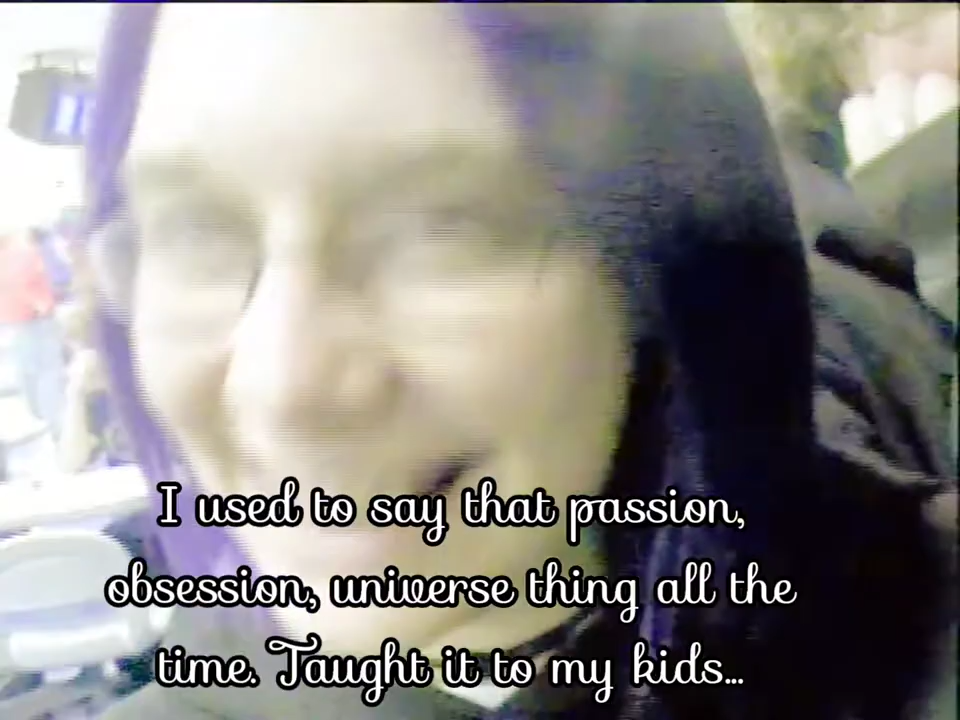 I used to say that passion,
obsession, universe thing all the
time. Taught it to my kids...